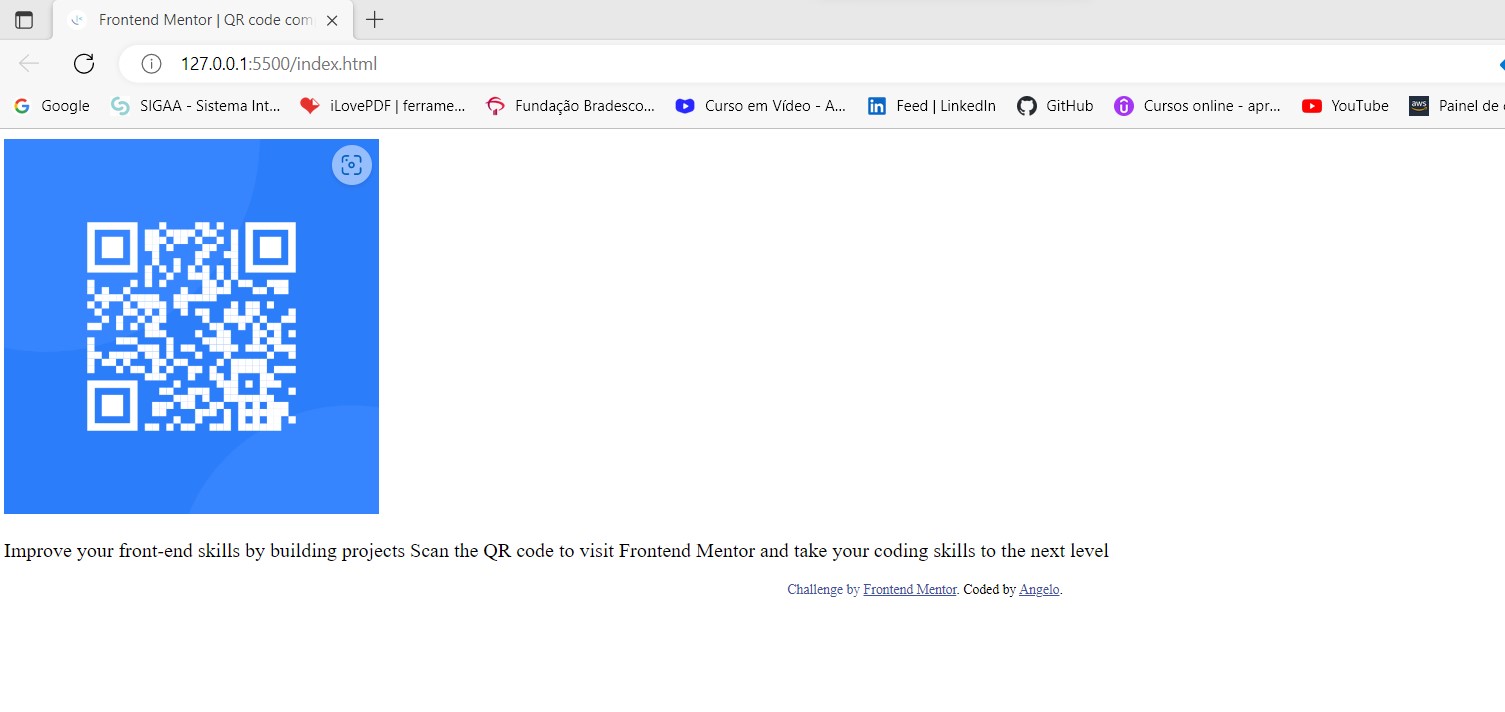 Frontend Mentor | QR code com
127.0.0.1:5500/index.html
Google SIGAA - Sistema Int... iLovePDF | ferrame... Fundação Bradesco... Curso em Vídeo - A... Feed | LinkedIn GitHub Cursos online - apr... YouTube aws Painel de
Improve your front-end skills by building projects Scan the QR code to visit Frontend Mentor and take your coding skills to the next level
Challenge by Frontend Mentor. Coded by Angelo.